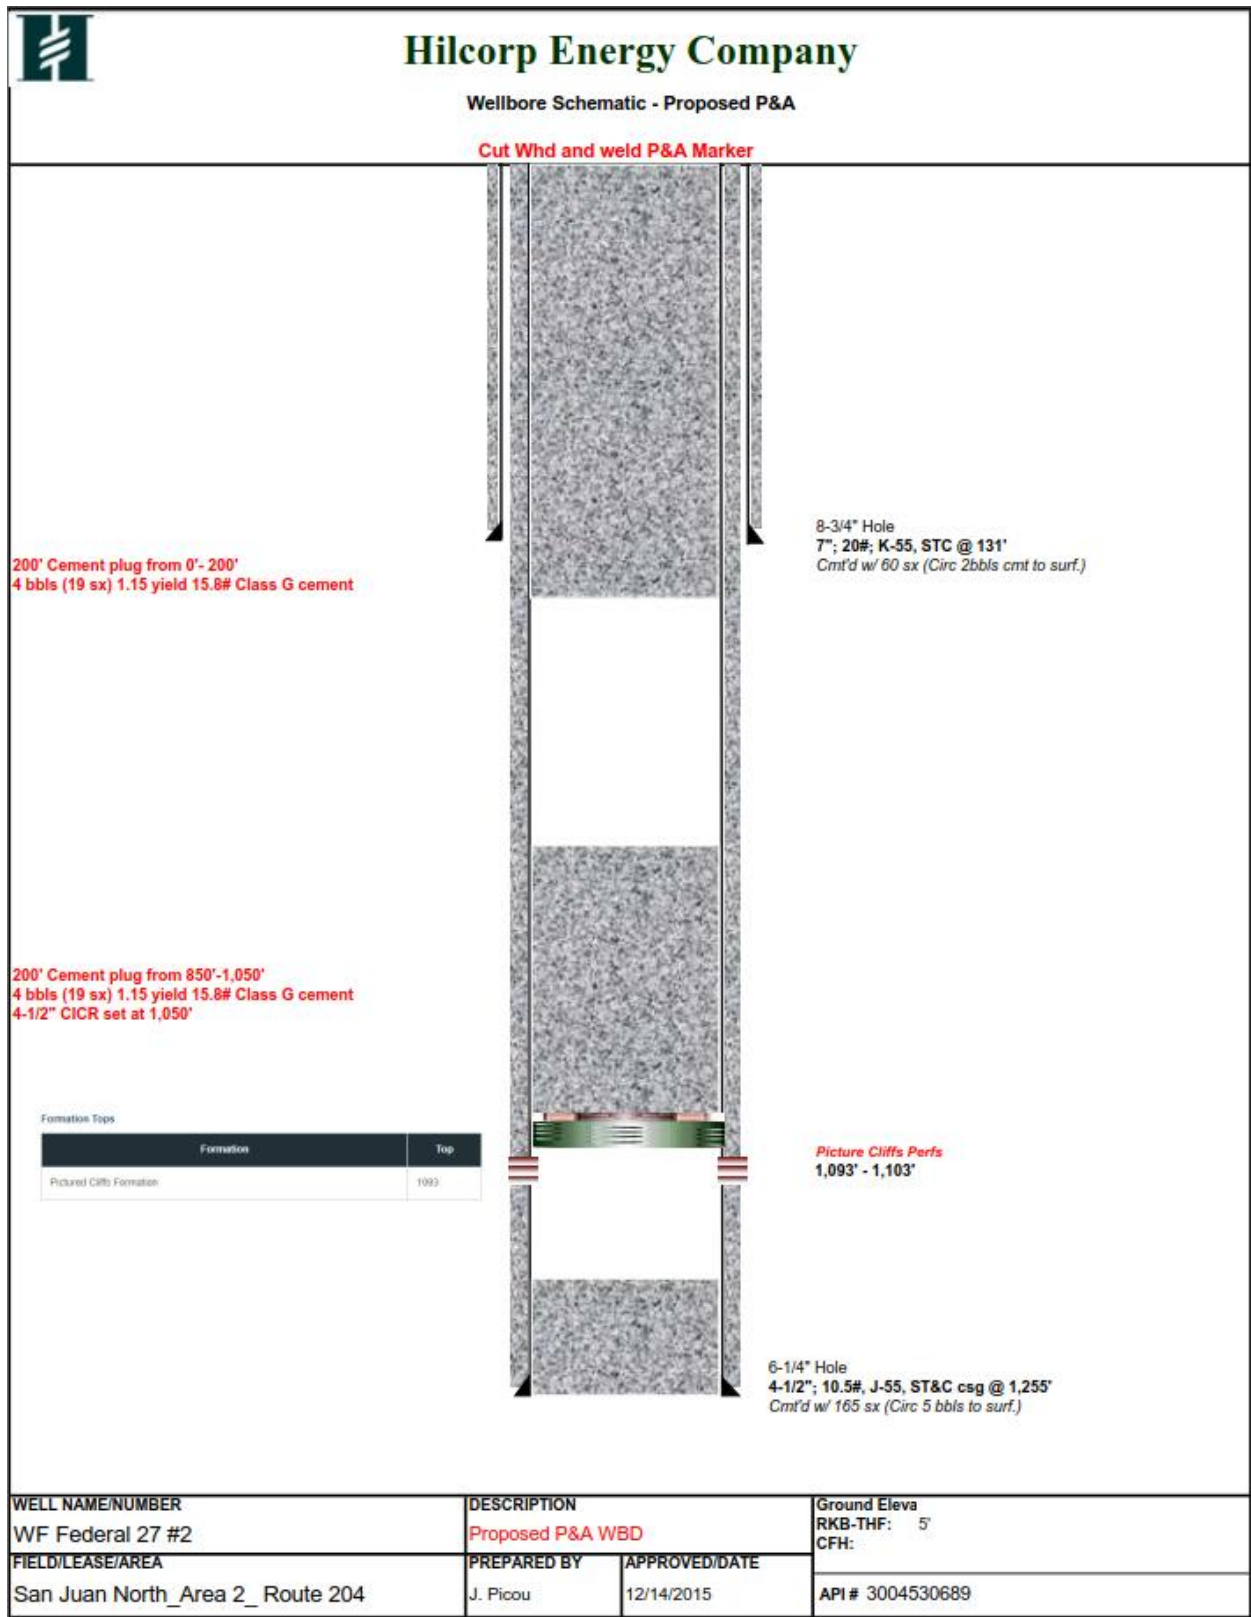 Hilcorp Energy Company
Wellbore Schematic - Proposed P&A
Cut Whd and weld P&A Marker
8-3/4" Hole
7"; 20#; K-55, STC @ 131'
Cmt'd w/ 60 sx (Circ 2bbls cmt to surf.)
200' Cement plug from 0'- 200'
4 bbls (19 sx) 1.15 yield 15.8# Class G cement
200' Cement plug from 850'-1,050'
4 bbls (19 sx) 1.15 yield 15.8# Class G cement
4-1/2" CICR set at 1,050'
Formation Tops
Formation Top
Pictured Cliffs Formation 1093
Picture Cliffs Perfs
1,093' - 1,103'
6-1/4" Hole
4-1/2"; 10.5#, J-55, ST&C csg @ 1,255'
Cmt'd w/ 165 sx (Circ 5 bbls to surf.)
WELL NAME/NUMBER
WF Federal 27 #2
DESCRIPTION
Proposed P&A WBD
Ground Eleva
RKB-THF: 5'
CFH:
FIELD/LEASE/AREA
San Juan North_Area 2_ Route 204
PREPARED BY
J. Picou
APPROVED/DATE
12/14/2015
API # 3004530689